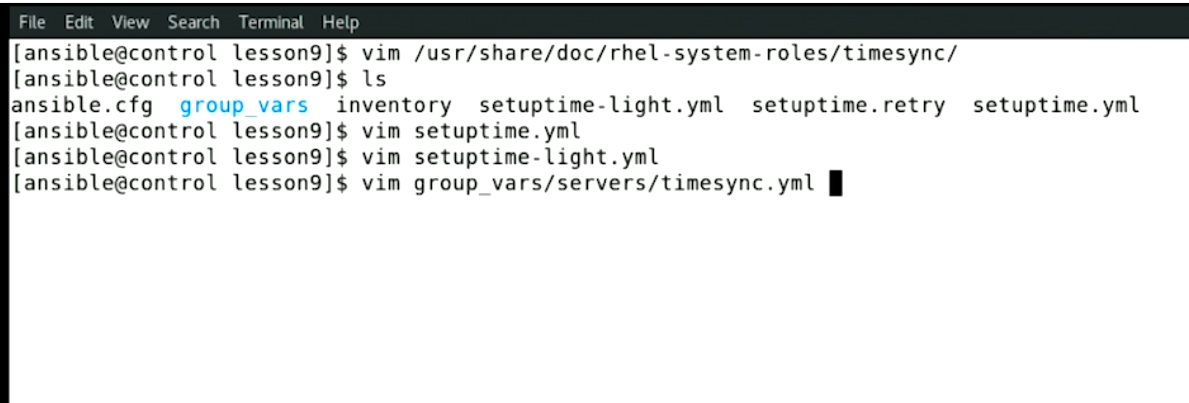 File Edit View Search Terminal Help
[ansible@control lesson9]$ vim /usr/share/doc/rhel-system-roles/timesync/
[ansible@control lesson9]$ ls
ansible.cfg group_vars inventory setuptime-light.yml setuptime.retry setuptime.yml
[ansible@control lesson9]$ vim setuptime.yml
[ansible@control lesson9]$ vim setuptime-light.yml
[ansible@control lesson9]$ vim group_vars/servers/timesync.yml